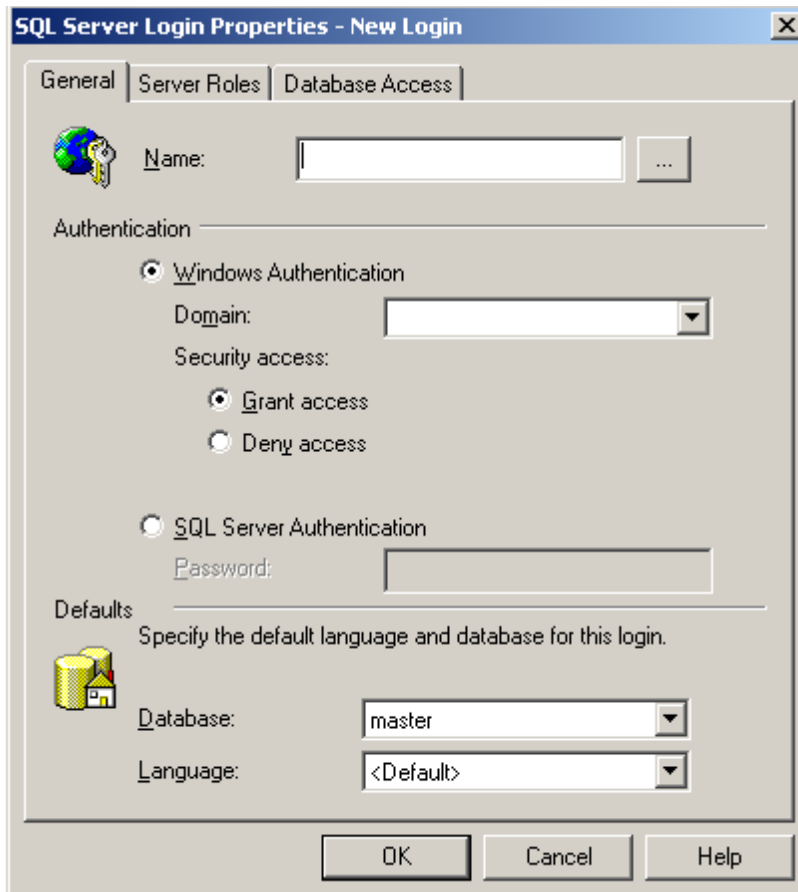 SQL Server Login Properties - New Login
General Server Roles Database Access
Name: ...
Authentication
Windows Authentication
Domain:
Security access:
Grant access
Deny access
SQL Server Authentication
Password:
Defaults
Specify the default language and database for this login.
Database: master
Language: <Default>
OK Cancel Help